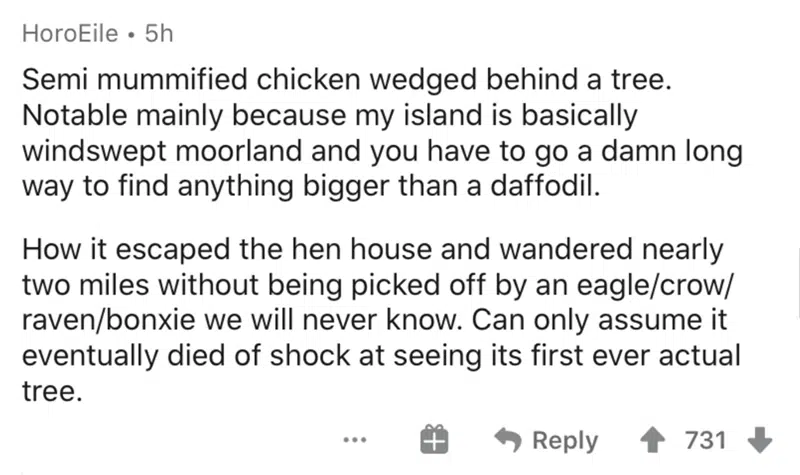 HoroEile • 5h
Semi mummified chicken wedged behind a tree.
Notable mainly because my island is basically
windswept moorland and you have to go a damn long
way to find anything bigger than a daffodil.
How it escaped the hen house and wandered nearly
two miles without being picked off by an eagle/crow/
raven/bonxie we will never know. Can only assume it
eventually died of shock at seeing its first ever actual
tree.
... Reply 731